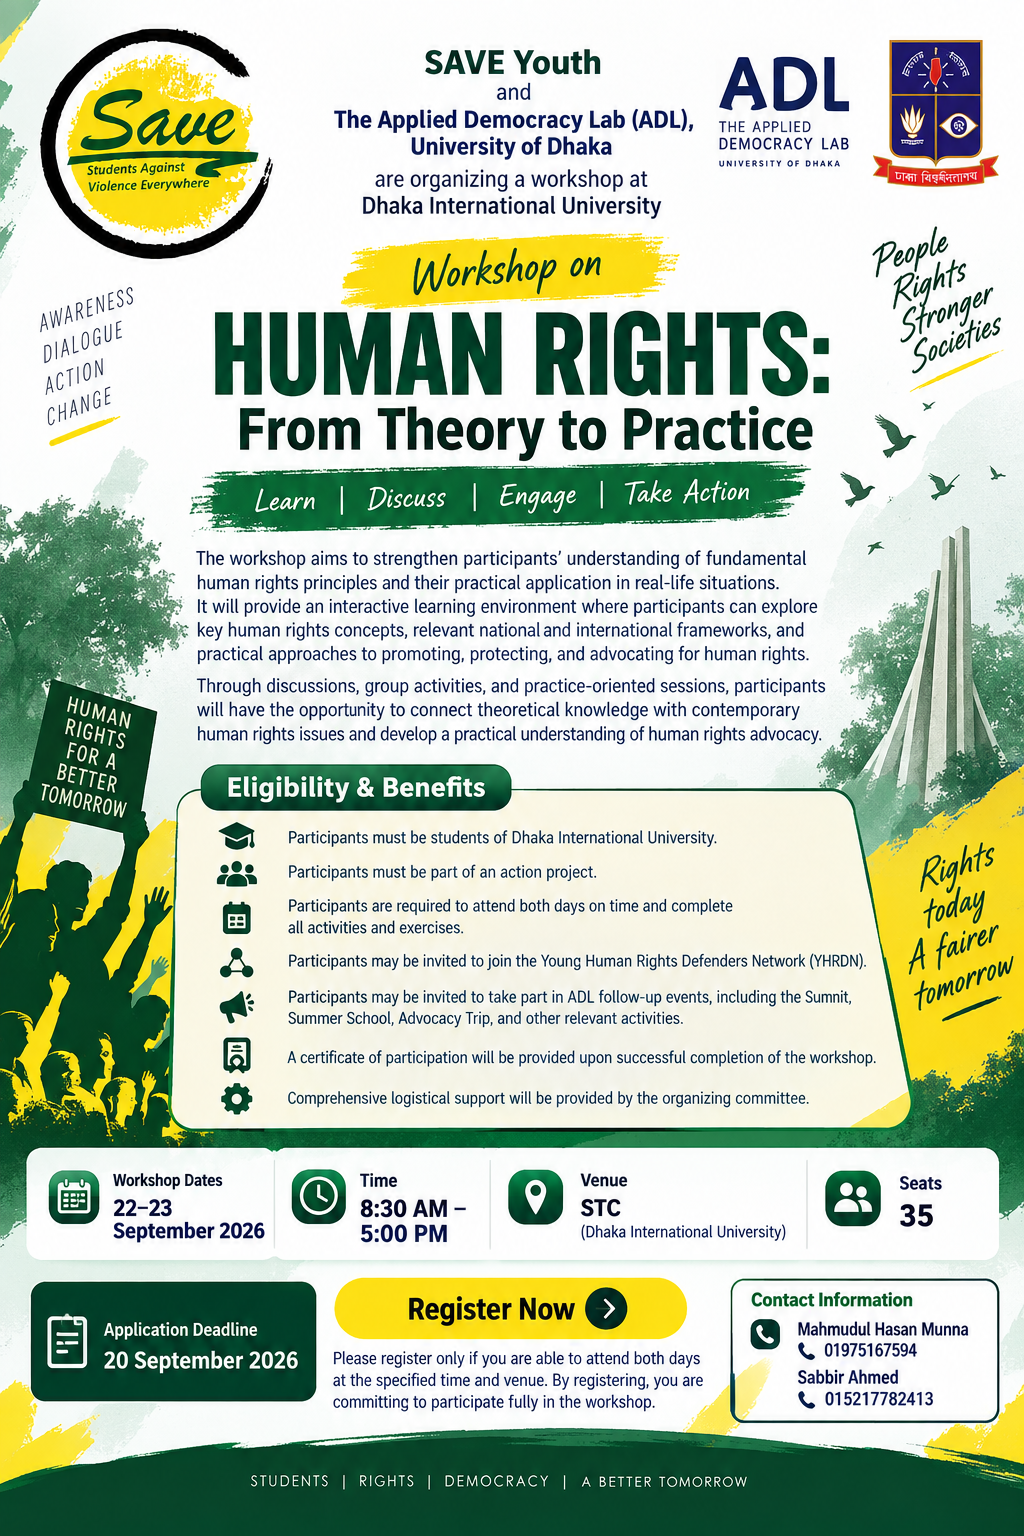 Save
Students Against
Violence Everywhere
SAVE Youth
and
The Applied Democracy Lab (ADL),
University of Dhaka
are organizing a workshop at
Dhaka International University
ADL
THE APPLIED
DEMOCRACY LAB
UNIVERSITY OF DHAKA
AWARENESS
DIALOGUE
ACTION
CHANGE
People
Rights
Stronger
Societies
Workshop on
HUMAN RIGHTS:
From Theory to Practice
Learn | Discuss | Engage | Take Action
The workshop aims to strengthen participants’ understanding of fundamental
human rights principles and their practical application in real-life situations.
It will provide an interactive learning environment where participants can explore
key human rights concepts, relevant national and international frameworks, and
practical approaches to promoting, protecting, and advocating for human rights.
Through discussions, group activities, and practice-oriented sessions, participants
will have the opportunity to connect theoretical knowledge with contemporary
human rights issues and develop a practical understanding of human rights advocacy.
HUMAN
RIGHTS
FOR A
BETTER
TOMORROW
Eligibility & Benefits
Participants must be students of Dhaka International University.
Participants must be part of an action project.
Participants are required to attend both days on time and complete
all activities and exercises.
Participants may be invited to join the Young Human Rights Defenders Network (YHRDN).
Participants may be invited to take part in ADL follow-up events, including the Sumnit,
Summer School, Advocacy Trip, and other relevant activities.
A certificate of participation will be provided upon successful completion of the workshop.
Comprehensive logistical support will be provided by the organizing committee.
Rights
today
A fairer
tomorrow
Workshop Dates
22–23
September 2026
Time
8:30 AM –
5:00 PM
Venue
STC
(Dhaka International University)
Seats
35
Application Deadline
20 September 2026
Register Now
Please register only if you are able to attend both days
at the specified time and venue. By registering, you are
committing to participate fully in the workshop.
Contact Information
Mahmudul Hasan Munna
01975167594
Sabbir Ahmed
015217782413
STUDENTS | RIGHTS | DEMOCRACY | A BETTER TOMORROW